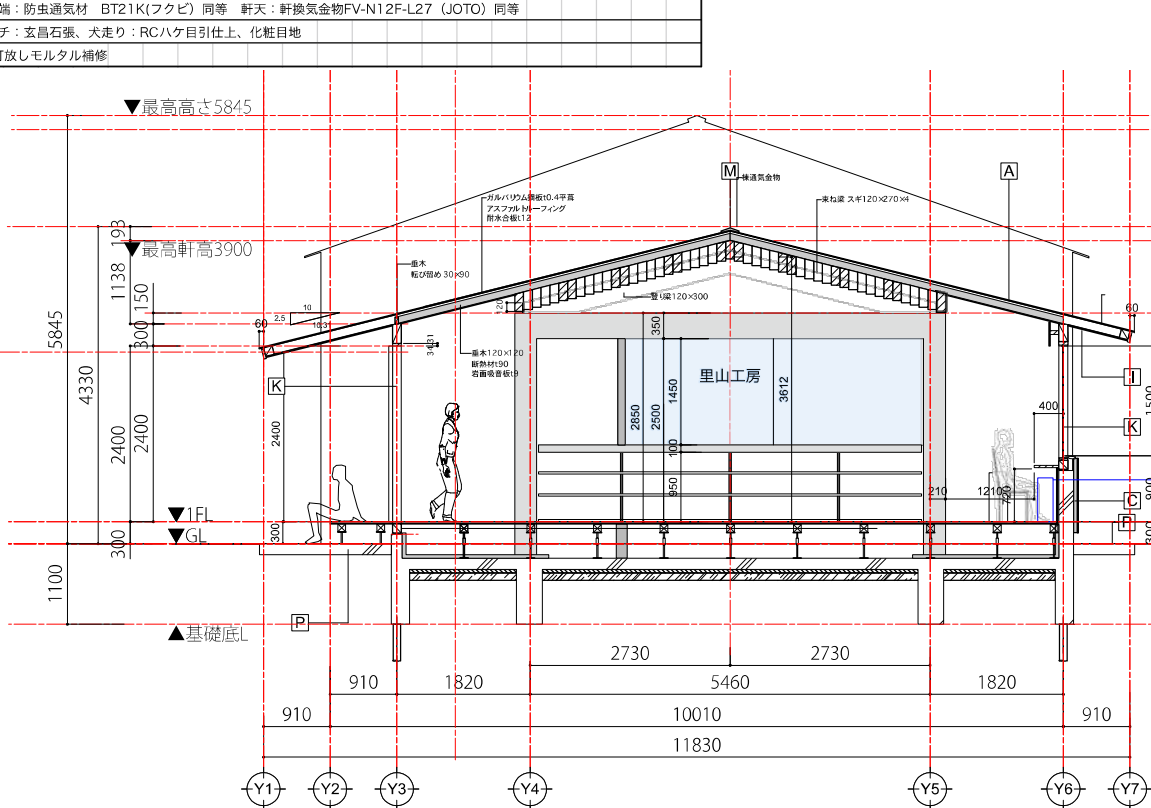 端：防虫通気材　BT21K(フクビ）同等　軒天：軒換気金物FV-N12F-L27（JOTO）同等
チ：玄昌石張、犬走り：RCハケ目引仕上、化粧目地
打放しモルタル補修
▼最高高さ5845
M
棟通気金物
A
ガルバリウム鋼板t0.4平葺
アスファルトルーフィング
耐水合板t12
束ね梁 スギ120×270×4
193
▼最高軒高3900
垂木
転び留め 30×90
1138
150
登り梁120×300
120
10
2.5
10.31
60
60
300
350
5845
4330
垂木120×120
断熱材t90
岩面吸音板t9
里山工房
I
K
1450
3612
2850
2500
400
1500
K
2400
2400
2400
100
950
210
1210
720
900
C
P
▼1FL
▼GL
300
300
300
1100
P
▲基礎底L
2730
2730
910
1820
5460
1820
910
10010
910
11830
Y1
Y2
Y3
Y4
Y5
Y6
Y7